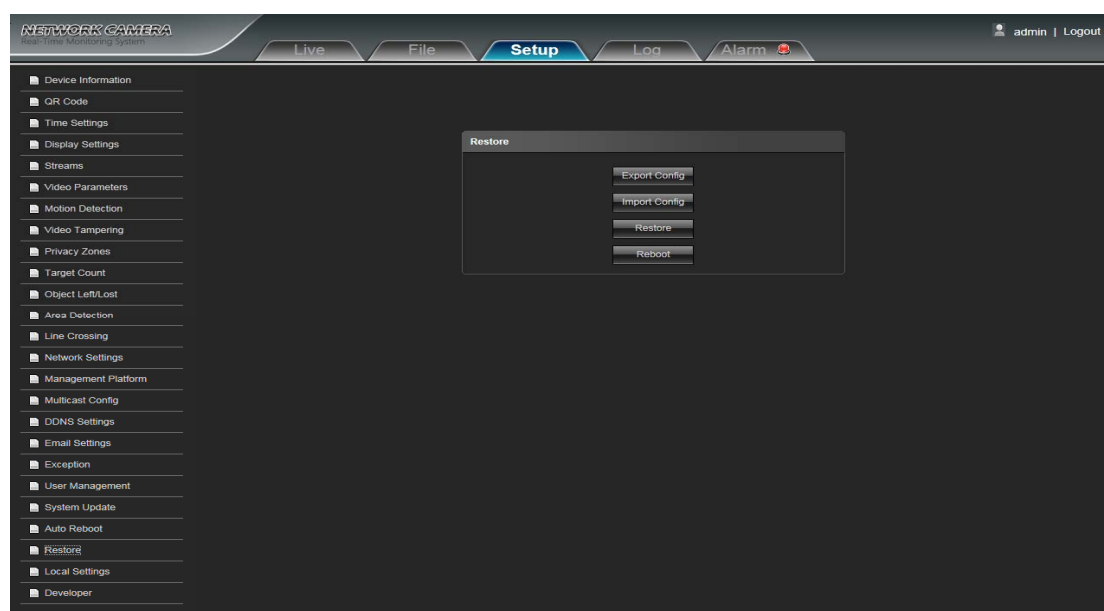 NETWORK CAMERA
Real-Time Monitoring System
admin | Logout
Live File Setup Log Alarm
Device Information
QR Code
Time Settings
Display Settings
Streams
Video Parameters
Motion Detection
Video Tampering
Privacy Zones
Target Count
Object Left/Lost
Area Detection
Line Crossing
Network Settings
Management Platform
Multicast Config
DDNS Settings
Email Settings
Exception
User Management
System Update
Auto Reboot
Restore
Local Settings
Developer
Restore
Export Config
Import Config
Restore
Reboot